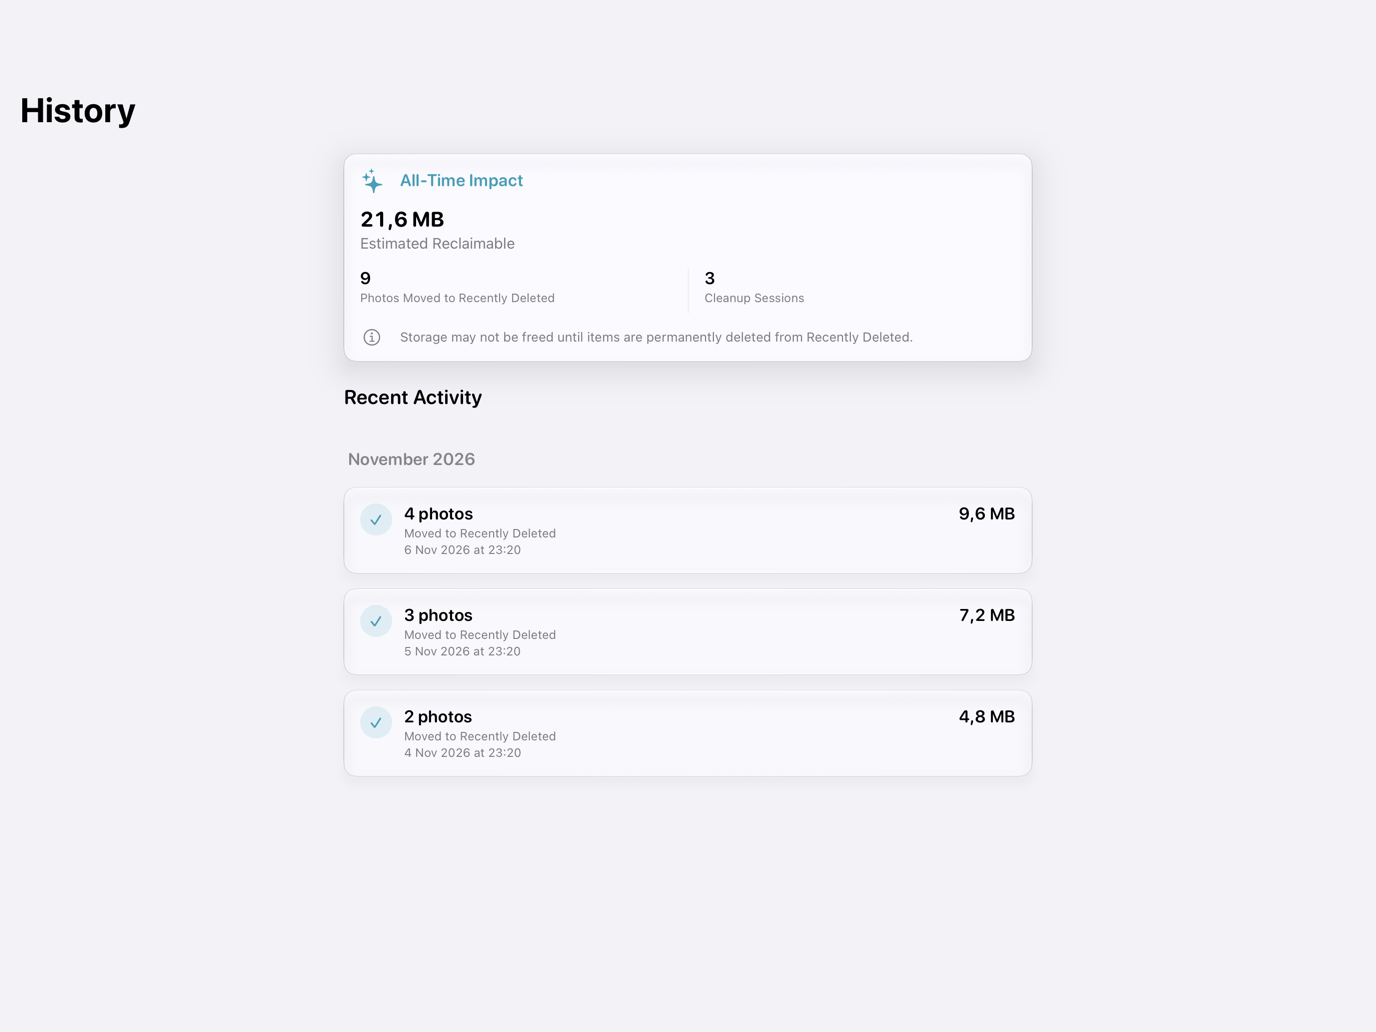 History
All-Time Impact
21,6 MB
Estimated Reclaimable
9
Photos Moved to Recently Deleted
3
Cleanup Sessions
Storage may not be freed until items are permanently deleted from Recently Deleted.
Recent Activity
November 2026
4 photos
9,6 MB
Moved to Recently Deleted
6 Nov 2026 at 23:20
3 photos
7,2 MB
Moved to Recently Deleted
5 Nov 2026 at 23:20
2 photos
4,8 MB
Moved to Recently Deleted
4 Nov 2026 at 23:20